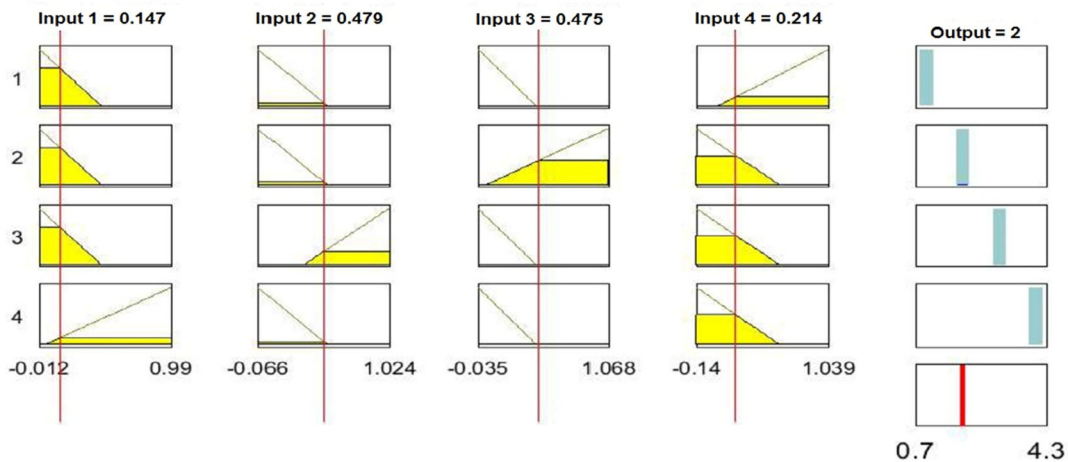 Input 1 = 0.147 Input 2 = 0.479 Input 3 = 0.475 Input 4 = 0.214
Output = 2
1
2
3
4
-0.012 0.99 -0.066 1.024 -0.035 1.068 -0.14 1.039
0.7 4.3